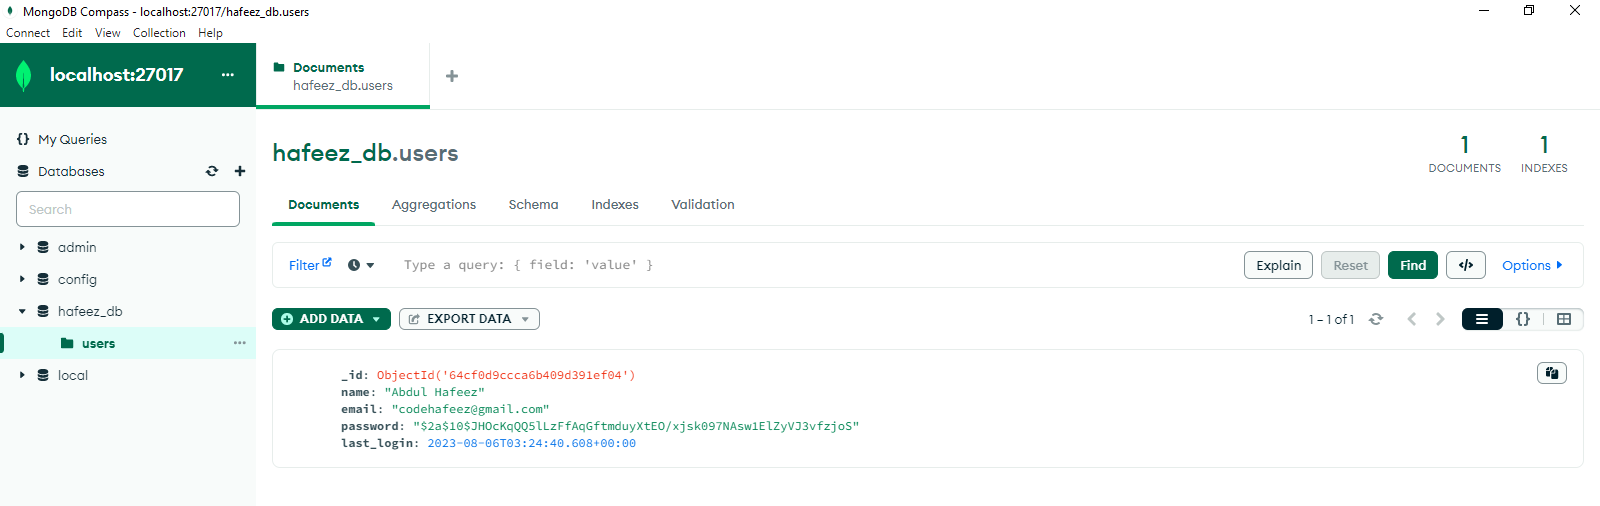 MongoDB Compass - localhost:27017/hafeez_db.users
Connect Edit View Collection Help
localhost:27017 ...
Documents
hafeez_db.users
{} My Queries
Databases
Search
admin
config
hafeez_db
users ...
local
hafeez_db.users
1
DOCUMENTS
1
INDEXES
Documents Aggregations Schema Indexes Validation
Filter Type a query: { field: 'value' } Explain Reset Find </> Options
ADD DATA EXPORT DATA 1 – 1 of 1 {}
_id: ObjectId('64cf0d9ccca6b409d391ef04')
name: "Abdul Hafeez"
email: "codehafeez@gmail.com"
password: "$2a$10$JHOcKqQQ5lLzFfAqGftmduyXtEO/xjsk097NAsw1ElZyVJ3vfzjoS"
last_login: 2023-08-06T03:24:40.608+00:00